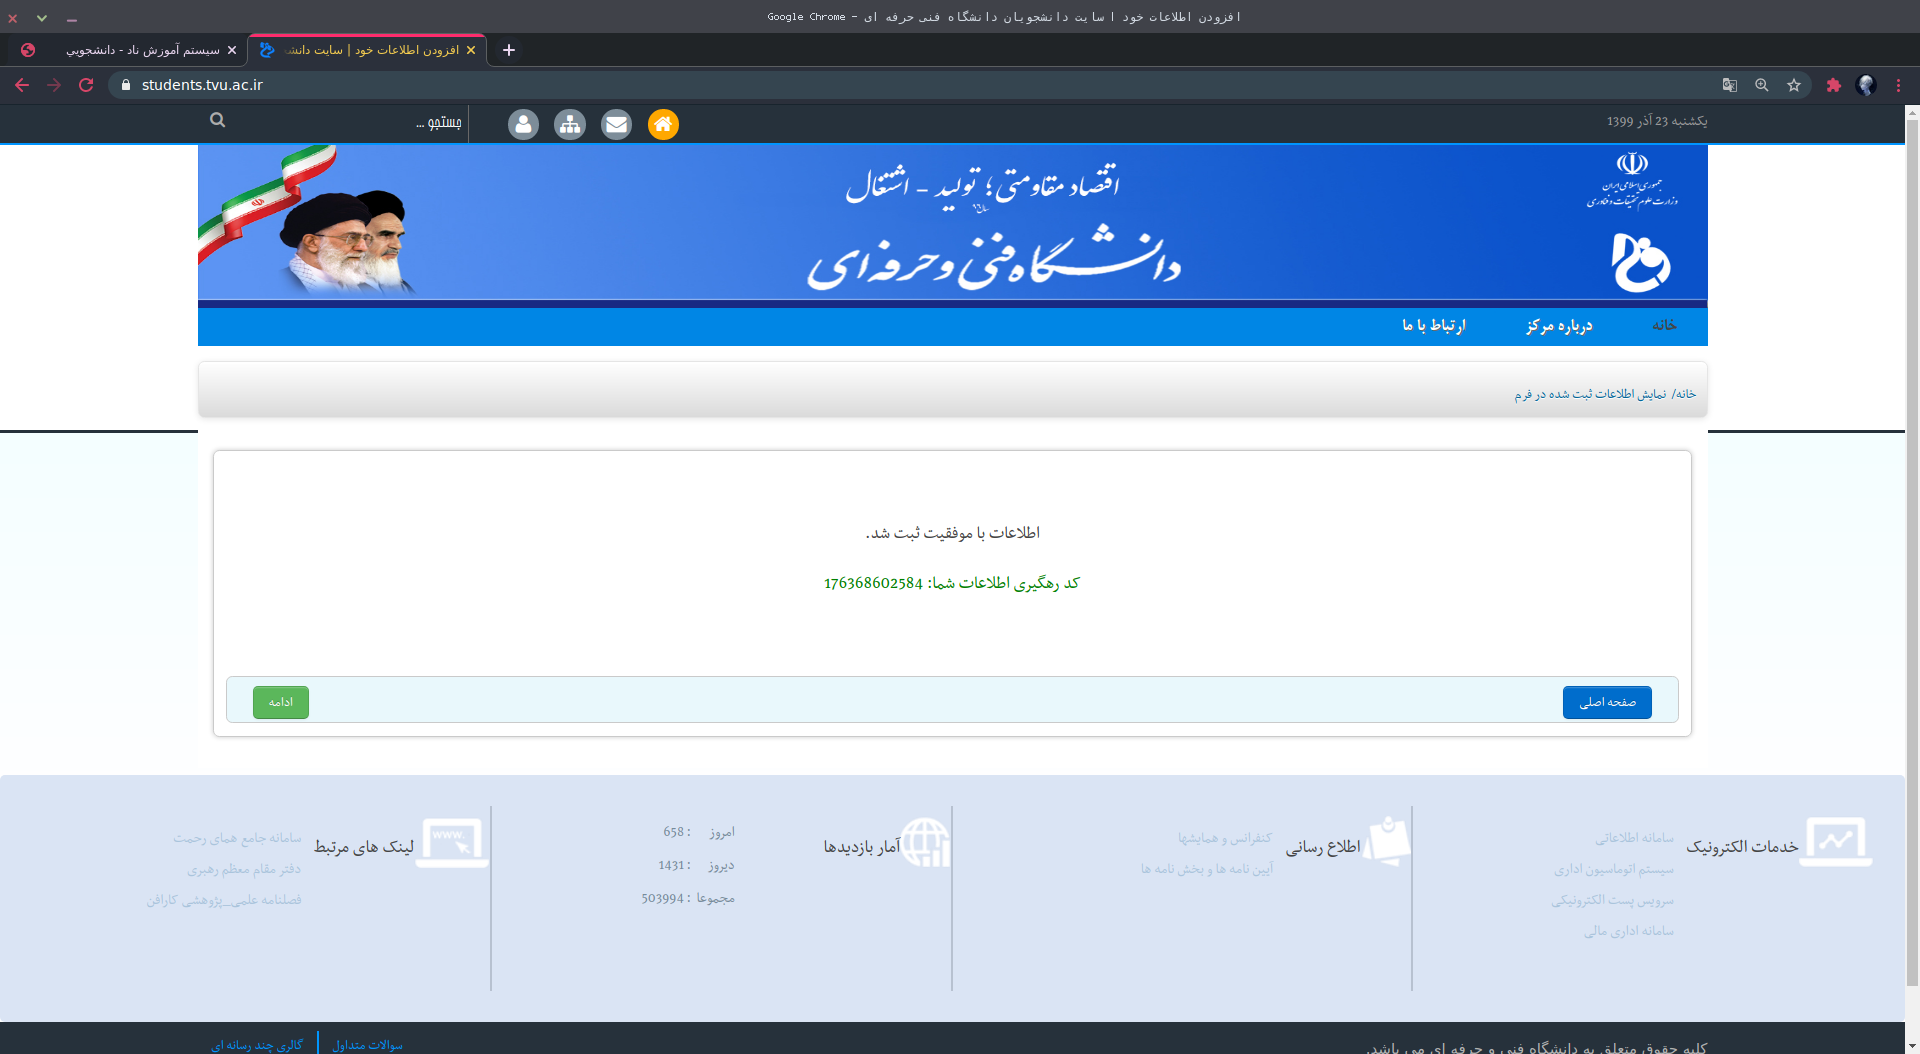 افزودن اطلاعات خود | سایت دانشجویان دانشگاه فنی حرفه ای - Google Chrome
سیستم آموزش ناد - دانشجویي
افزودن اطلاعات خود | سایت دانشـ
students.tvu.ac.ir
یکشنبه 23 آذر 1399
جستجو ...
جمهوری اسلامی ایران
وزارت علوم تحقیقات و فناوری
اقتصاد مقاومتی؛ تولید - اشتغال
سال ۹۶
دانشگاه فنی و حرفه‌ای
خانه
درباره مرکز
ارتباط با ما
خانه/ نمایش اطلاعات ثبت شده در فرم
اطلاعات با موفقیت ثبت شد.
کد رهگیری اطلاعات شما: 176368602584
صفحه اصلی
ادامه
خدمات الکترونیک
سامانه اطلاعاتی
سیستم اتوماسیون اداری
سرویس پست الکترونیکی
سامانه اداری مالی
اطلاع رسانی
کنفرانس و همایشها
آیین نامه ها و بخش نامه ها
آمار بازدیدها
امروز : 658
دیروز : 1431
مجموعا : 503994
www.
لینک های مرتبط
سامانه جامع همای رحمت
دفتر مقام معظم رهبری
فصلنامه علمی_پژوهشی کارافن
کلیه حقوق متعلق به دانشگاه فنی و حرفه ای می باشد.
سوالات متداول
گالری چند رسانه ای